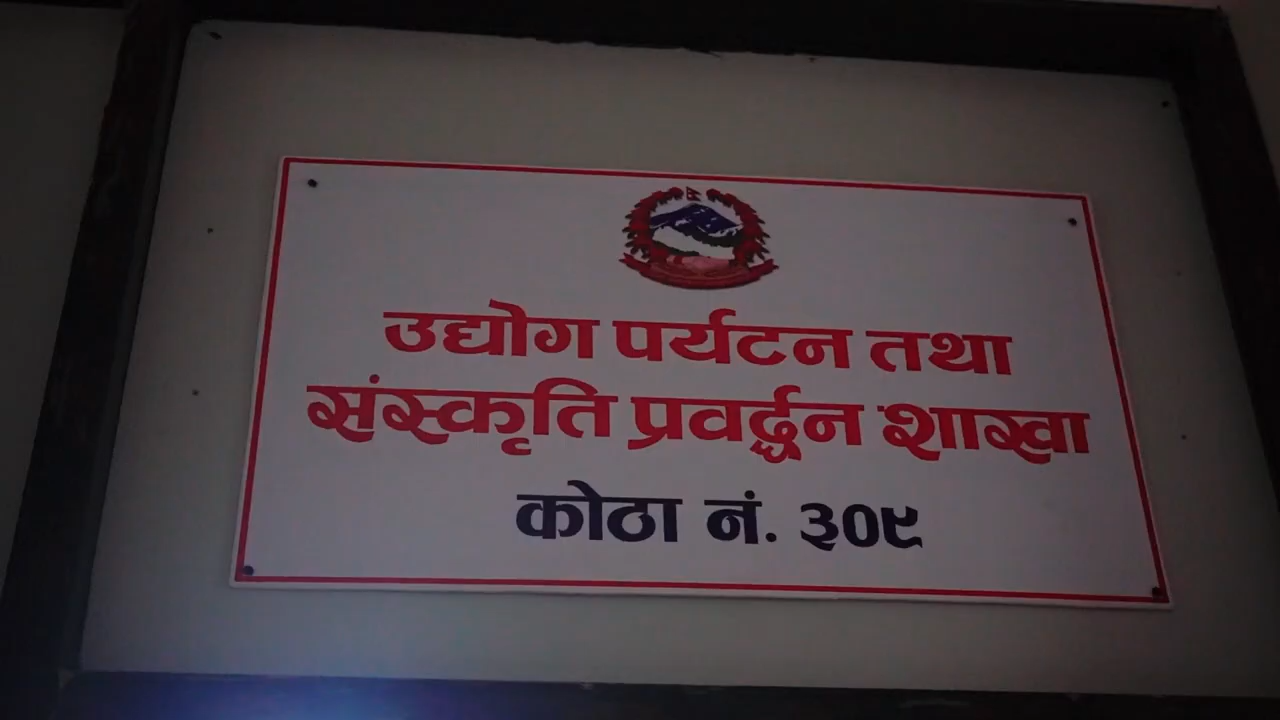 उद्योग पर्यटन तथा
संस्कृति प्रवर्द्धन शाखा
कोठा नं. ३०९